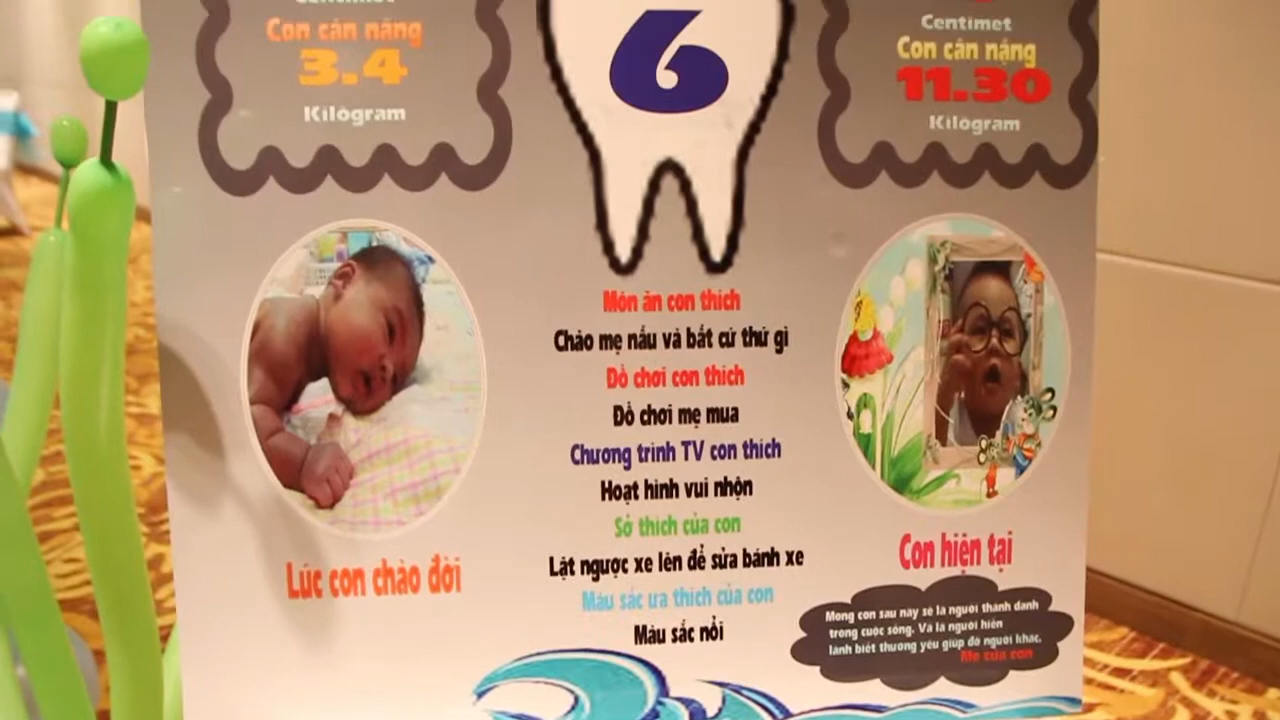 Con cân nặng
3.4
Kilogram
6
Centimet
Con cân nặng
11.30
Kilogram
Món ăn con thích
Cháo mẹ nấu và bất cứ thứ gì
Đồ chơi con thích
Đồ chơi mẹ mua
Chương trình TV con thích
Hoạt hình vui nhộn
Sở thích của con
Lật ngược xe lên để sửa bánh xe
Màu sắc ưa thích của con
Màu sắc nổi
Lúc con chào đời
Con hiện tại
Mong con sau này sẽ là người thành danh
trong cuộc sống. Và là người hiền
lành biết thương yêu giúp đỡ người khác.
Mẹ của con